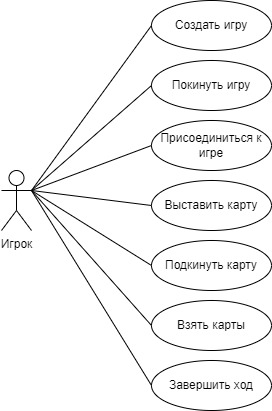 Создать игру
Покинуть игру
Присоединиться к
игре
Выставить карту
Игрок
Подкинуть карту
Взять карты
Завершить ход